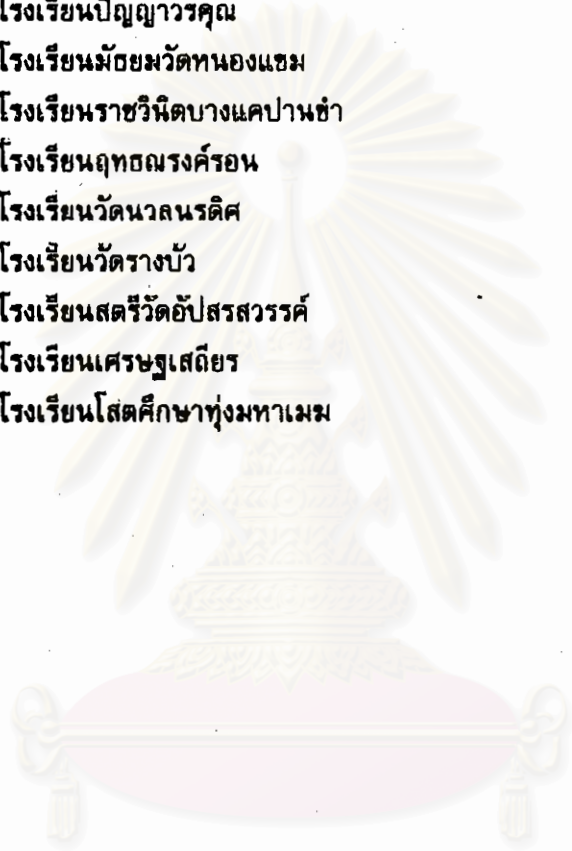 โรงเรียนปัญญาวรคุณ
โรงเรียนมัธยมวัดหนองแขม
โรงเรียนราชวินิตบางแคปานขำ
โรงเรียนฤทธิณรงค์รอน
โรงเรียนวัดนวลนรดิศ
โรงเรียนวัดรางบัว
โรงเรียนสตรีวัดอัปสรสวรรค์
โรงเรียนเศรษฐเสถียร
โรงเรียนโสตศึกษาทุ่งมหาเมฆ